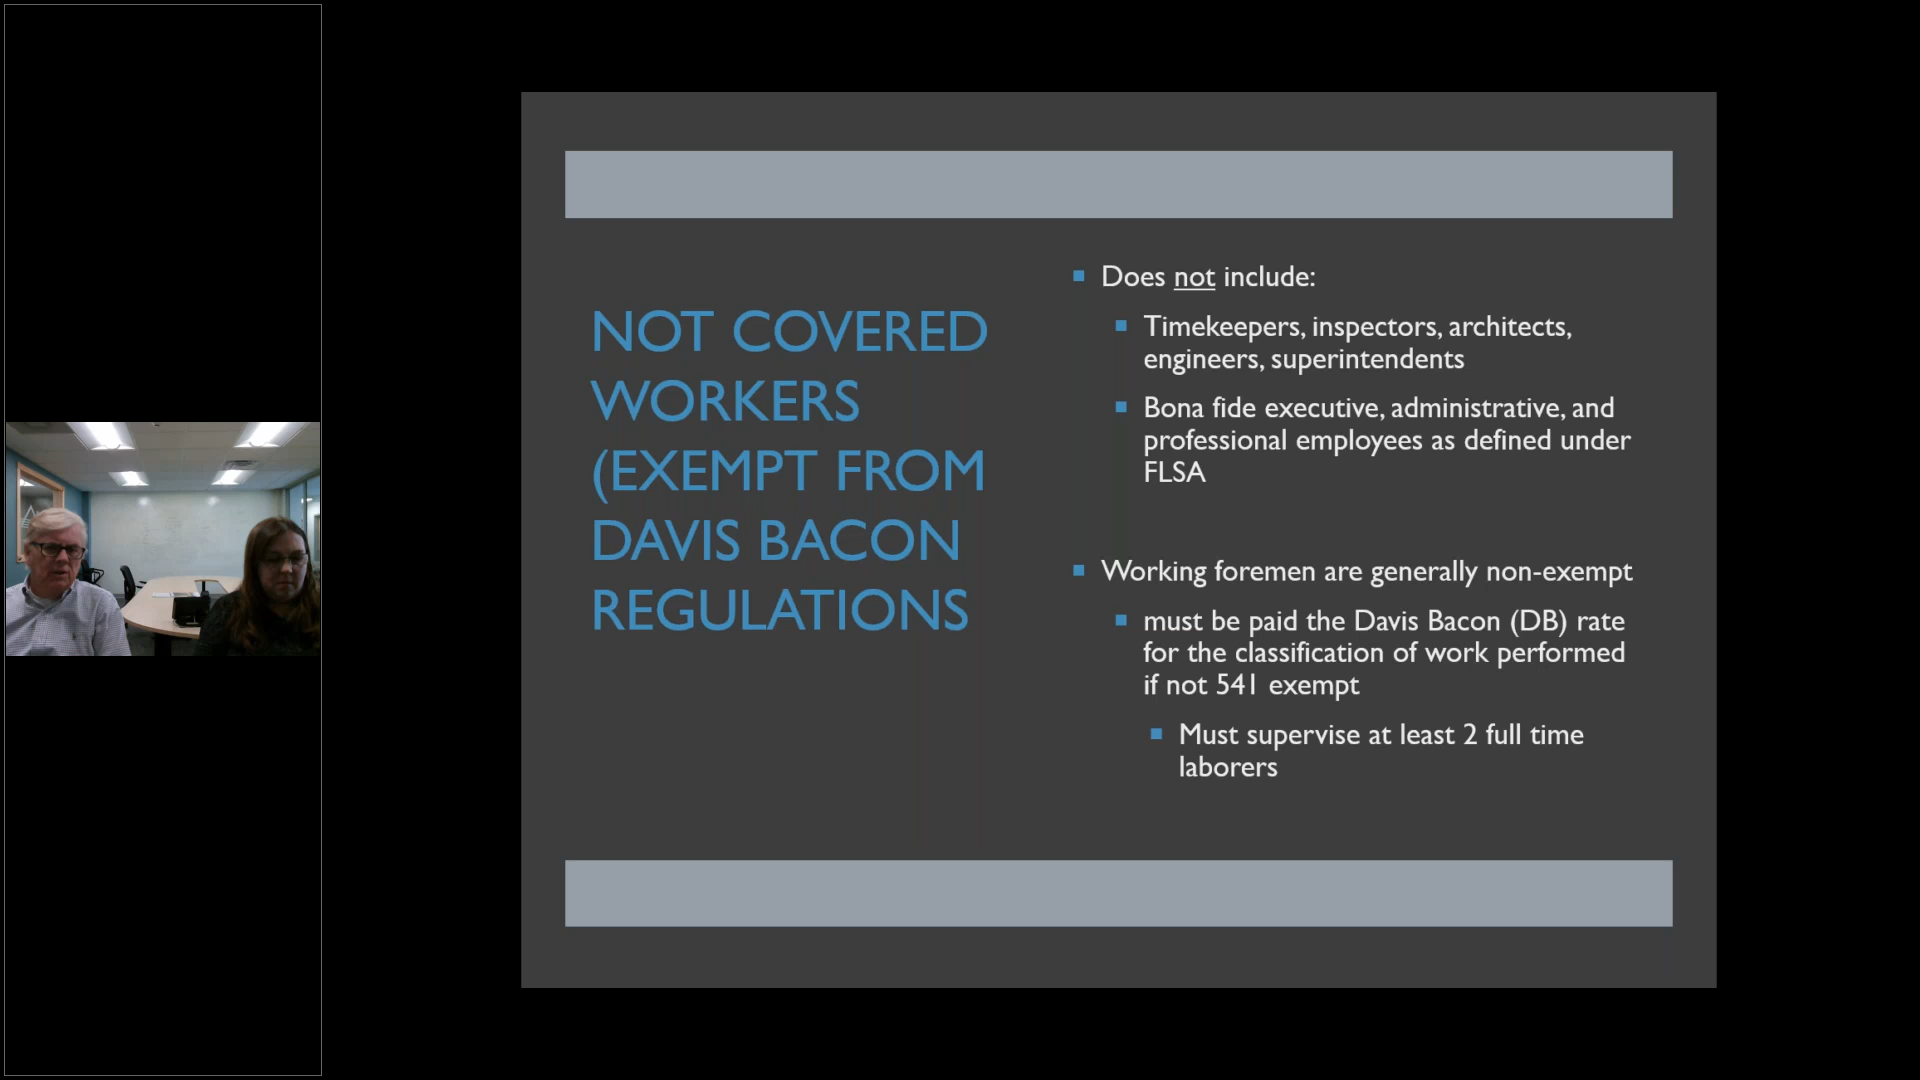 NOT COVERED
WORKERS
(EXEMPT FROM
DAVIS BACON
REGULATIONS
Does not include:
Timekeepers, inspectors, architects,
engineers, superintendents
Bona fide executive, administrative, and
professional employees as defined under
FLSA
Working foremen are generally non-exempt
must be paid the Davis Bacon (DB) rate
for the classification of work performed
if not 541 exempt
Must supervise at least 2 full time
laborers